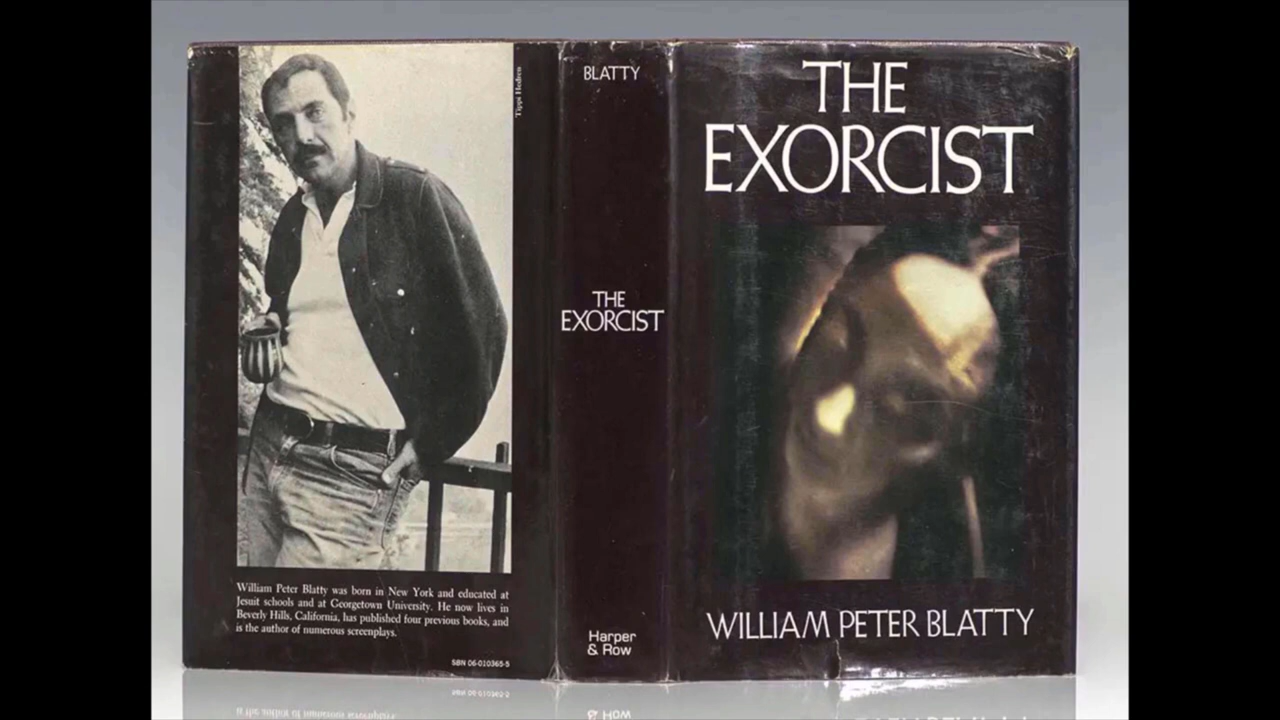 Tippi Hedren
William Peter Blatty was born in New York and educated at
Jesuit schools and at Georgetown University. He now lives in
Beverly Hills, California, has published four previous books, and
is the author of numerous screenplays.
SBN 06-010365-5
BLATTY
THE
EXORCIST
Harper
& Row
THE
EXORCIST
WILLIAM PETER BLATTY